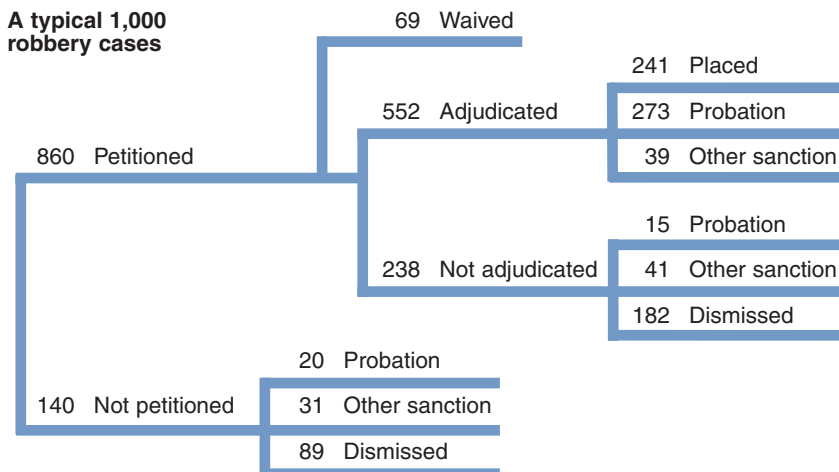 A typical 1,000
robbery cases
69 Waived
241 Placed
552 Adjudicated
273 Probation
860 Petitioned
39 Other sanction
15 Probation
238 Not adjudicated
41 Other sanction
182 Dismissed
20 Probation
140 Not petitioned
31 Other sanction
89 Dismissed